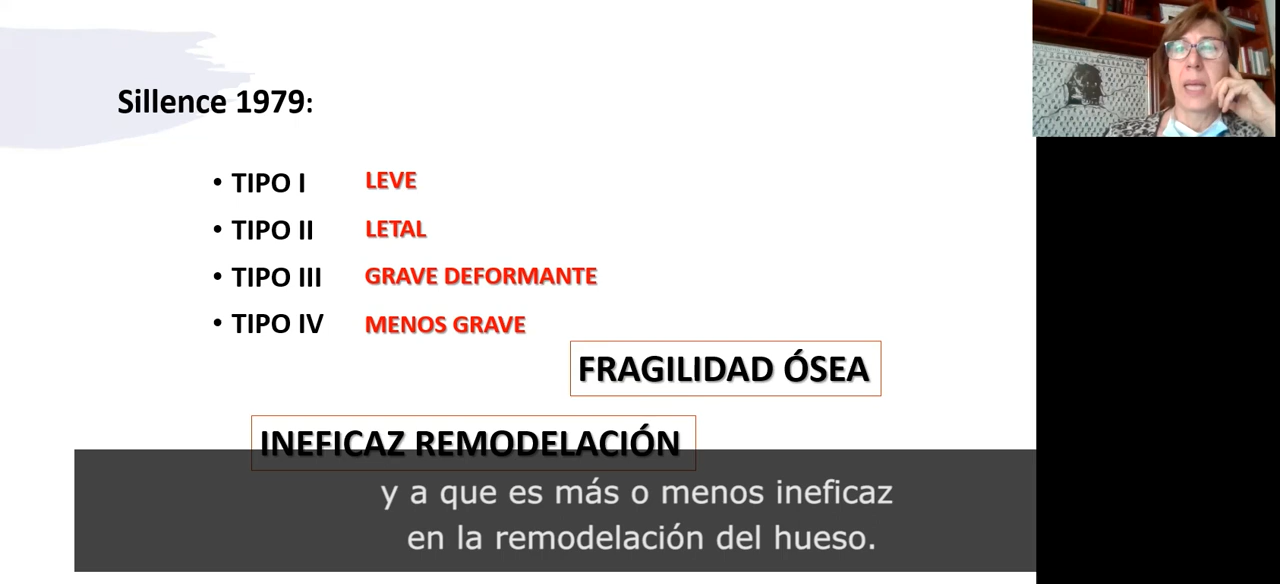 Sillence 1979:
• TIPO I LEVE
• TIPO II LETAL
• TIPO III GRAVE DEFORMANTE
• TIPO IV MENOS GRAVE
FRAGILIDAD ÓSEA
INEFICAZ REMODELACIÓN
y a que es más o menos ineficaz
en la remodelación del hueso.